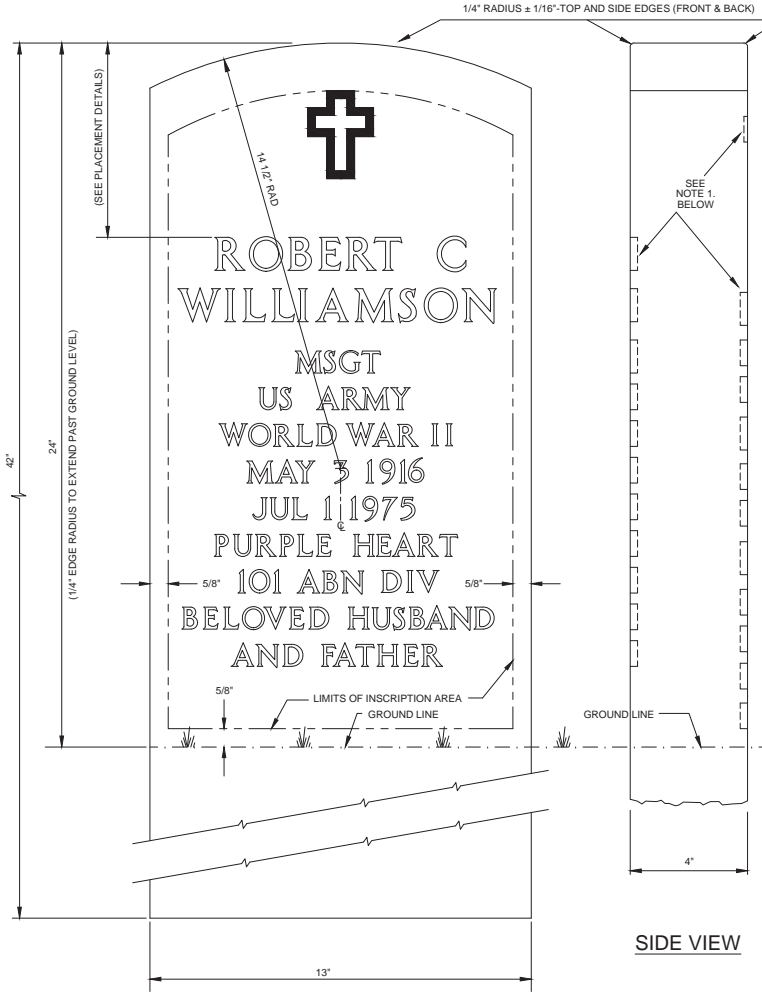 1/4" RADIUS ± 1/16"-TOP AND SIDE EDGES (FRONT & BACK)
(SEE PLACEMENT DETAILS)
14 1/2" RAD
SEE
NOTE 1.
BELOW
ROBERT C
WILLIAMSON
MSGT
US ARMY
WORLD WAR II
MAY 3 1916
JUL 1 1975
℄
PURPLE HEART
101 ABN DIV
BELOVED HUSBAND
AND FATHER
42"
24"
(1/4" EDGE RADIUS TO EXTEND PAST GROUND LEVEL)
5/8"
5/8"
5/8"
LIMITS OF INSCRIPTION AREA
GROUND LINE
GROUND LINE
4"
SIDE VIEW
13"